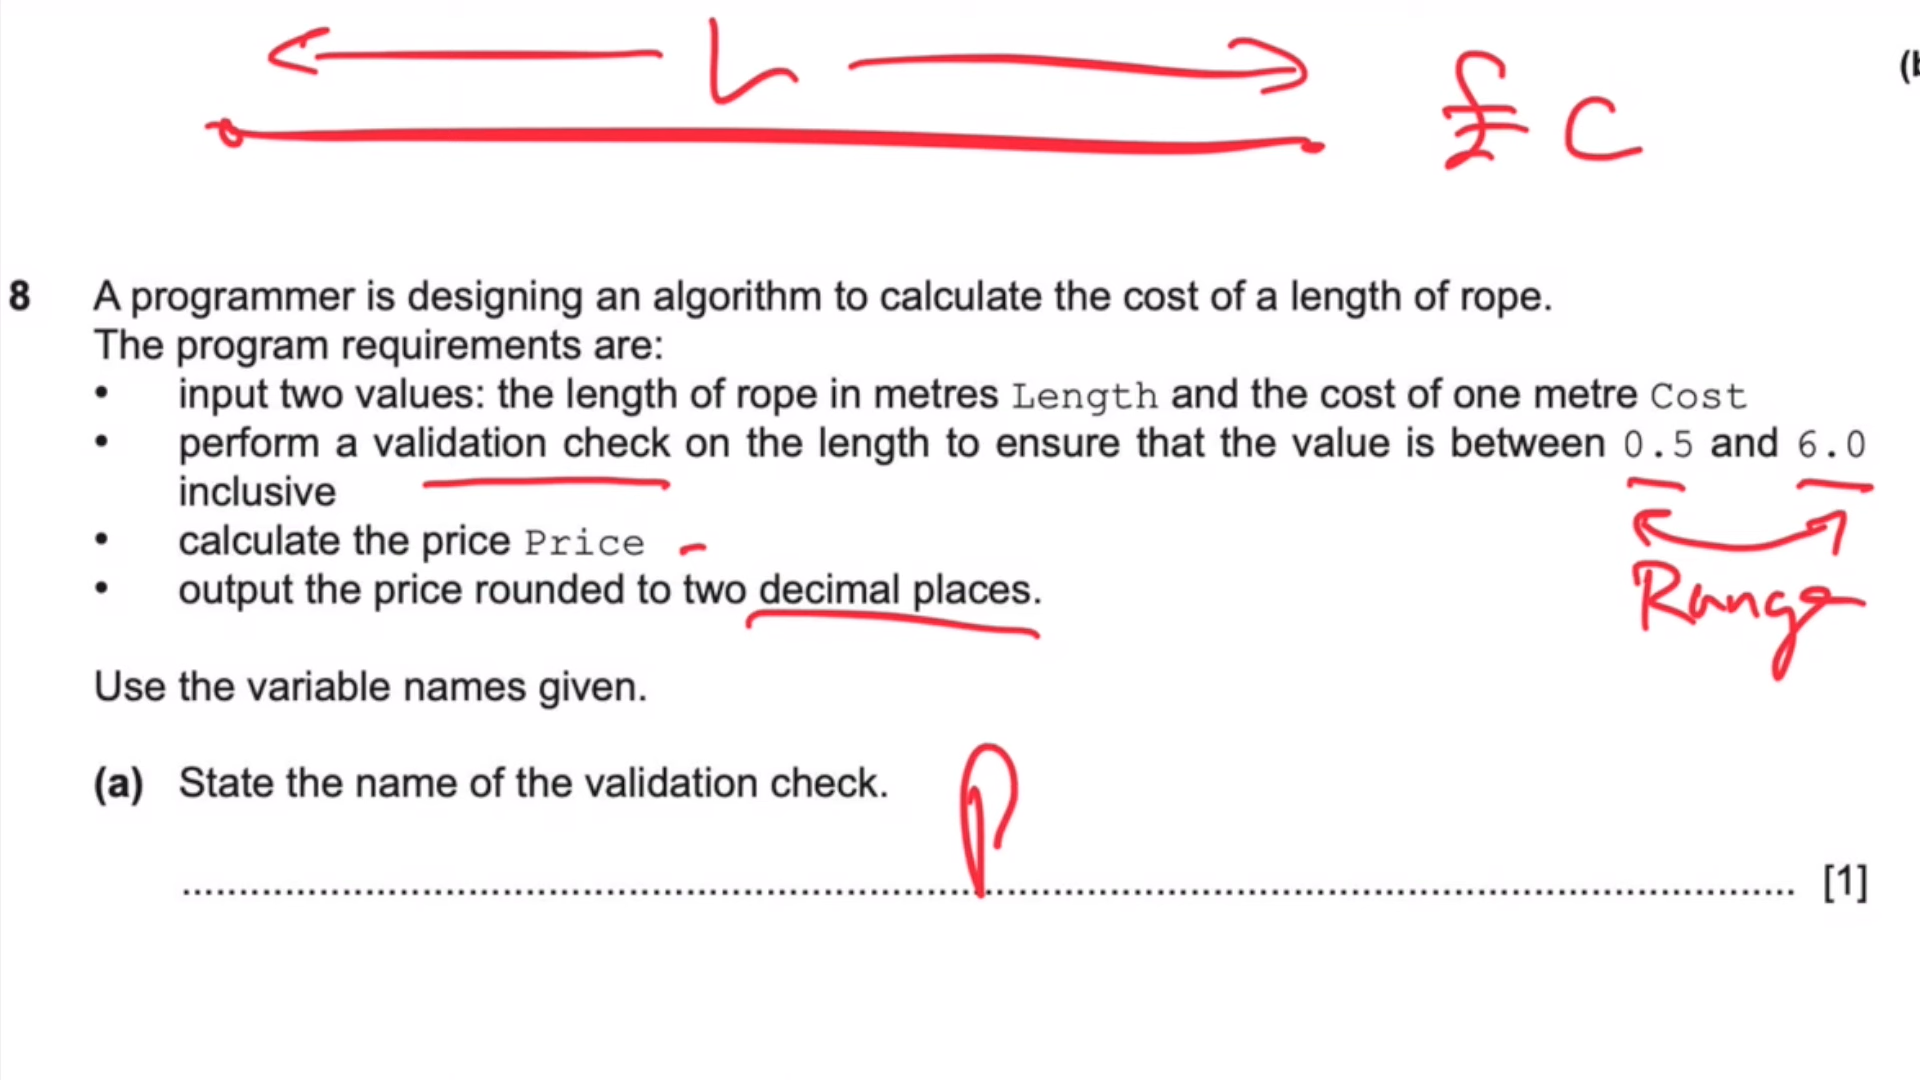 L
£ C
(b
8 A programmer is designing an algorithm to calculate the cost of a length of rope.
The program requirements are:
• input two values: the length of rope in metres Length and the cost of one metre Cost
• perform a validation check on the length to ensure that the value is between 0.5 and 6.0
inclusive
• calculate the price Price
• output the price rounded to two decimal places.
Range
Use the variable names given.
(a) State the name of the validation check.
.......... [1]